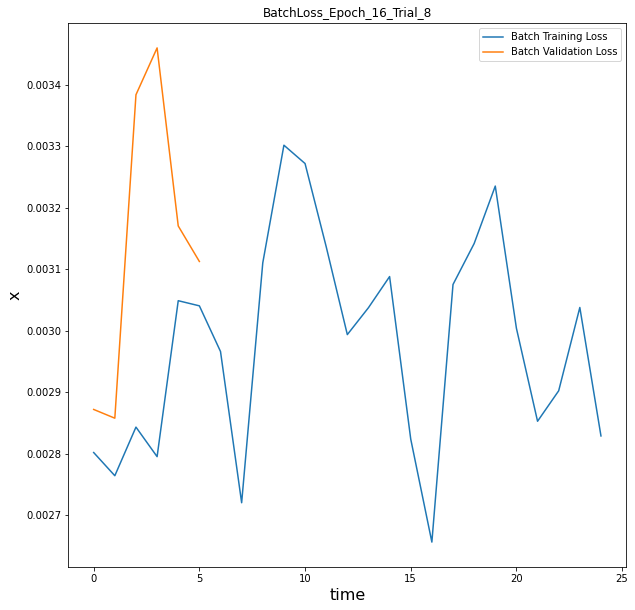 BatchLoss_Epoch_16_Trial_8
Batch Training Loss
Batch Validation Loss
0.0034
0.0033
0.0032
0.0031
0.0030
0.0029
0.0028
0.0027
x
0 5 10 15 20 25
time